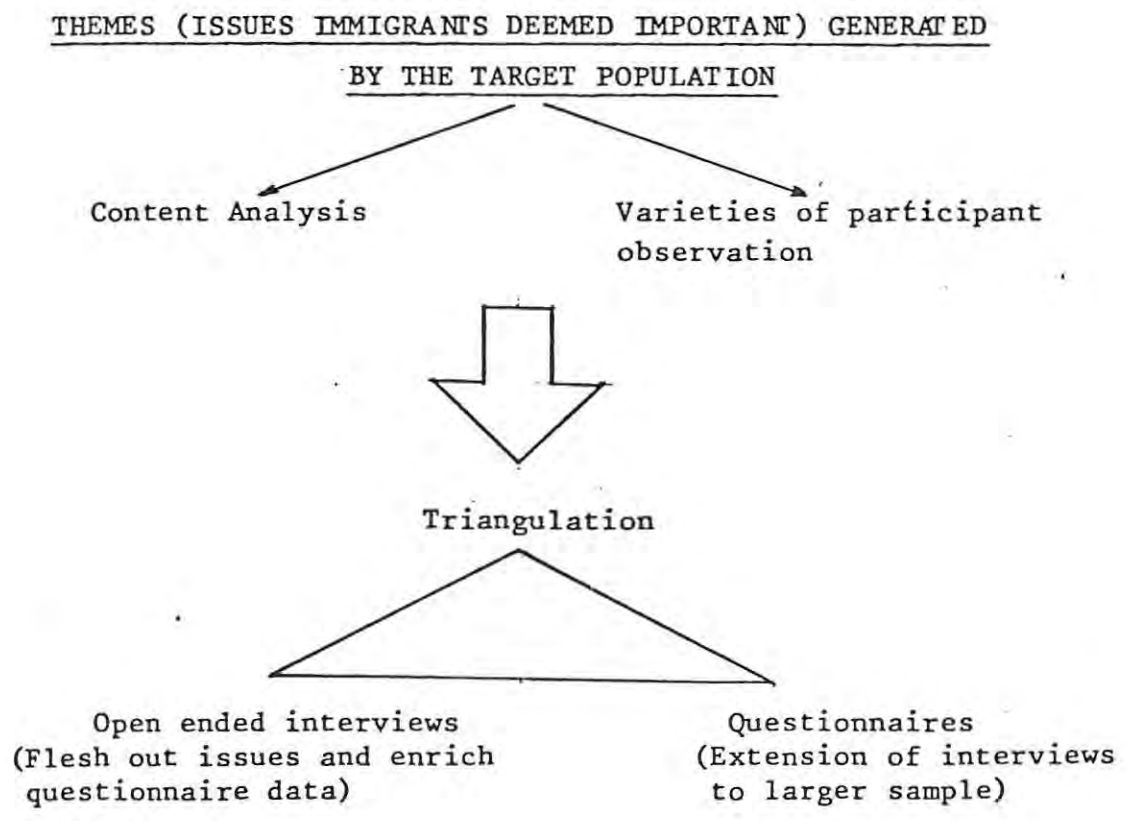 THEMES (ISSUES IMMIGRANTS DEEMED IMPORTANT) GENERATED
BY THE TARGET POPULATION
Content Analysis
Varieties of participant
observation
Triangulation
Open ended interviews
(Flesh out issues and enrich
questionnaire data)
Questionnaires
(Extension of interviews
to larger sample)